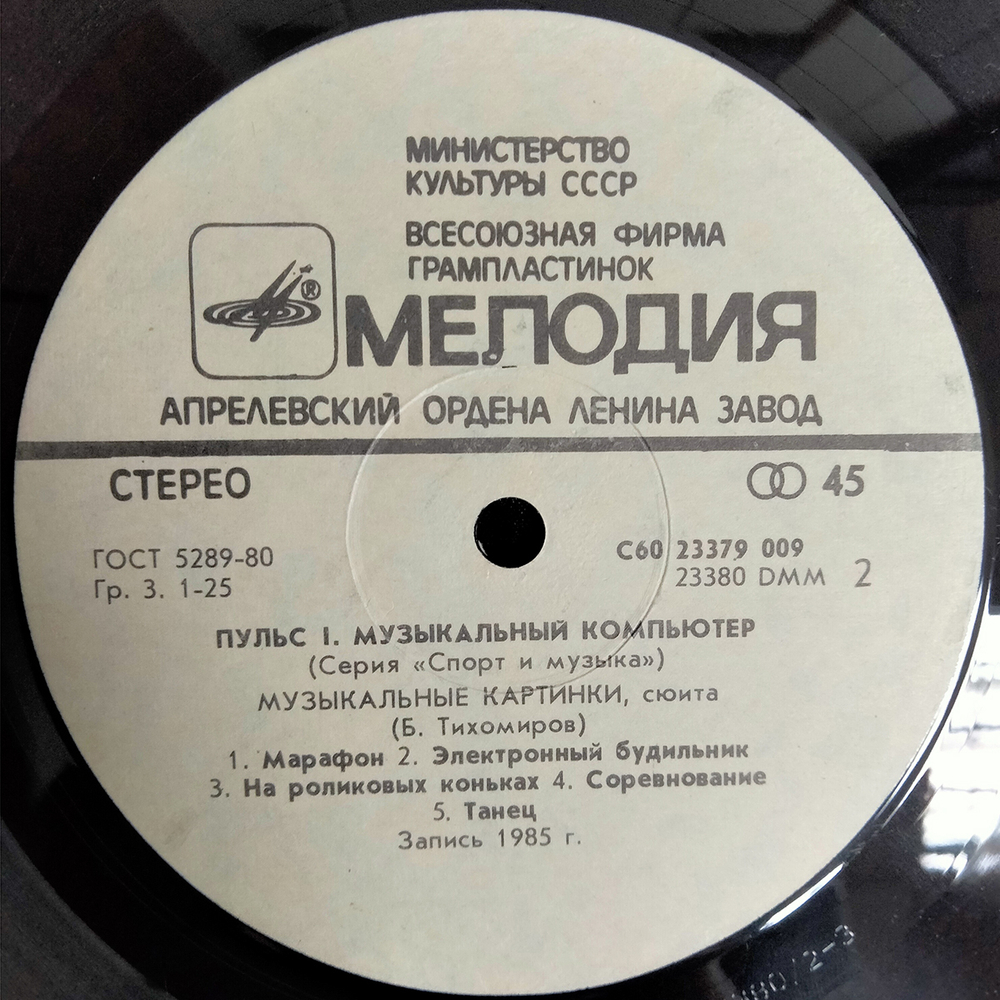 МИНИСТЕРСТВО
КУЛЬТУРЫ СССР
ВСЕСОЮЗНАЯ ФИРМА
ГРАМПЛАСТИНОК
®
МЕЛОДИЯ
АПРЕЛЕВСКИЙ ОРДЕНА ЛЕНИНА ЗАВОД
СТЕРЕО
45
ГОСТ 5289-80
Гр. 3. 1-25
С60 23379 009
23380 DMM 2
ПУЛЬС I. МУЗЫКАЛЬНЫЙ КОМПЬЮТЕР
(Серия «Спорт и музыка»)
МУЗЫКАЛЬНЫЕ КАРТИНКИ, сюита
(Б. Тихомиров)
1. Марафон 2. Электронный будильник
3. На роликовых коньках 4. Соревнование
5. Танец
Запись 1985 г.